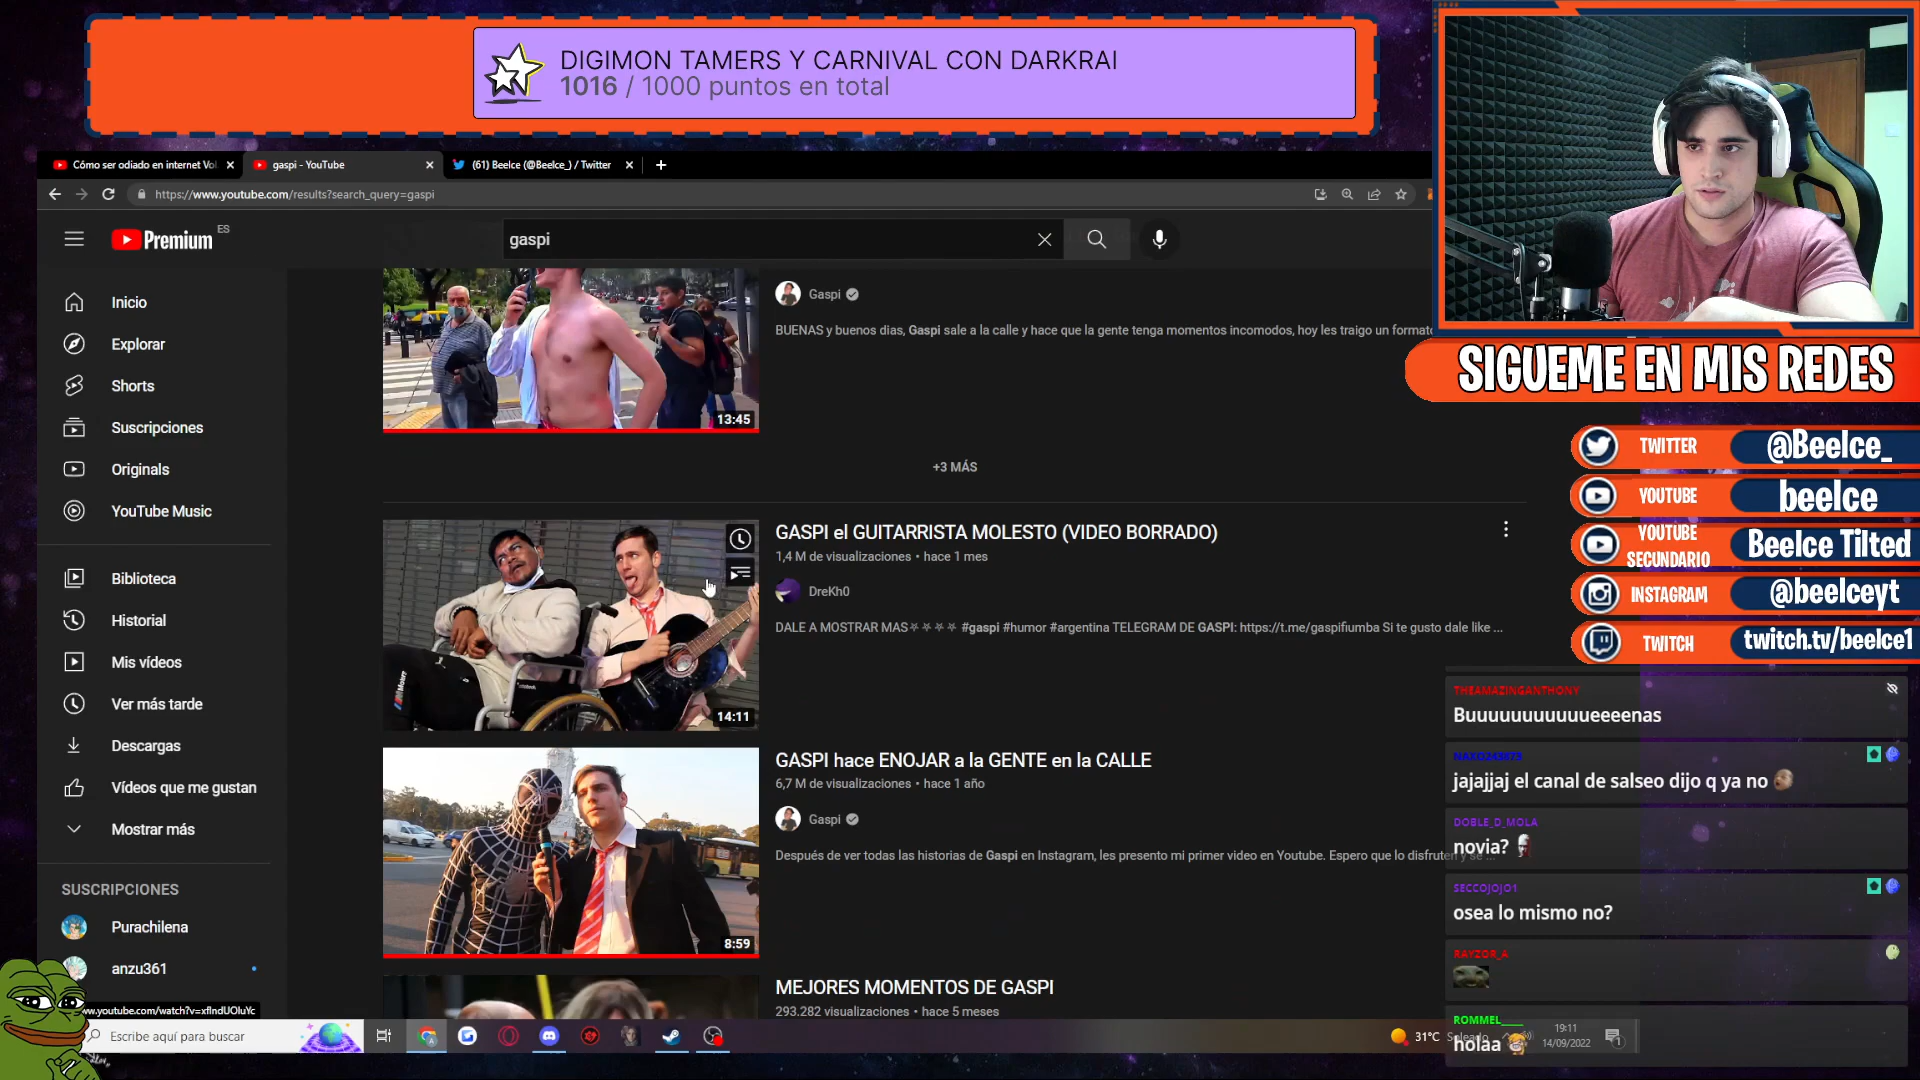 DIGIMON TAMERS Y CARNIVAL CON DARKRAI
1016 / 1000 puntos en total
Cómo ser odiado en internet Vol
gaspi - YouTube
(61) Beelce (@Beelce_) / Twitter
https://www.youtube.com/results?search_query=gaspi
Premium
ES
gaspi
Inicio
Explorar
Shorts
Suscripciones
Originals
YouTube Music
Biblioteca
Historial
Mis vídeos
Ver más tarde
Descargas
Vídeos que me gustan
Mostrar más
SUSCRIPCIONES
Purachilena
anzu361
13:45
Gaspi
BUENAS y buenos dias, Gaspi sale a la calle y hace que la gente tenga momentos incomodos, hoy les traigo un formato
+3 MÁS
14:11
GASPI el GUITARRISTA MOLESTO (VIDEO BORRADO)
1,4 M de visualizaciones • hace 1 mes
DreKh0
DALE A MOSTRAR MAS #gaspi #humor #argentina TELEGRAM DE GASPI: https://t.me/gaspifiumba Si te gusto dale like ...
8:59
GASPI hace ENOJAR a la GENTE en la CALLE
6,7 M de visualizaciones • hace 1 año
Gaspi
Después de ver todas las historias de Gaspi en Instagram, les presento mi primer video en Youtube. Espero que lo disfruten y se ...
MEJORES MOMENTOS DE GASPI
293.282 visualizaciones • hace 5 meses
SIGUEME EN MIS REDES
TWITTER @Beelce_
YOUTUBE beelce
YOUTUBE SECUNDARIO Beelce Tilted
INSTAGRAM @beelceyt
TWITCH twitch.tv/beelce1
THEAMAZINGANTHONY
Buuuuuuuuuuueeeenas
jajajjaj el canal de salseo dijo q ya no
DOBLE_D_MOLA
novia?
SECCOJOJO1
osea lo mismo no?
RAYZOR_A
ROMMEL____
holaa
Escribe aquí para buscar
31°C
19:11
14/09/2022